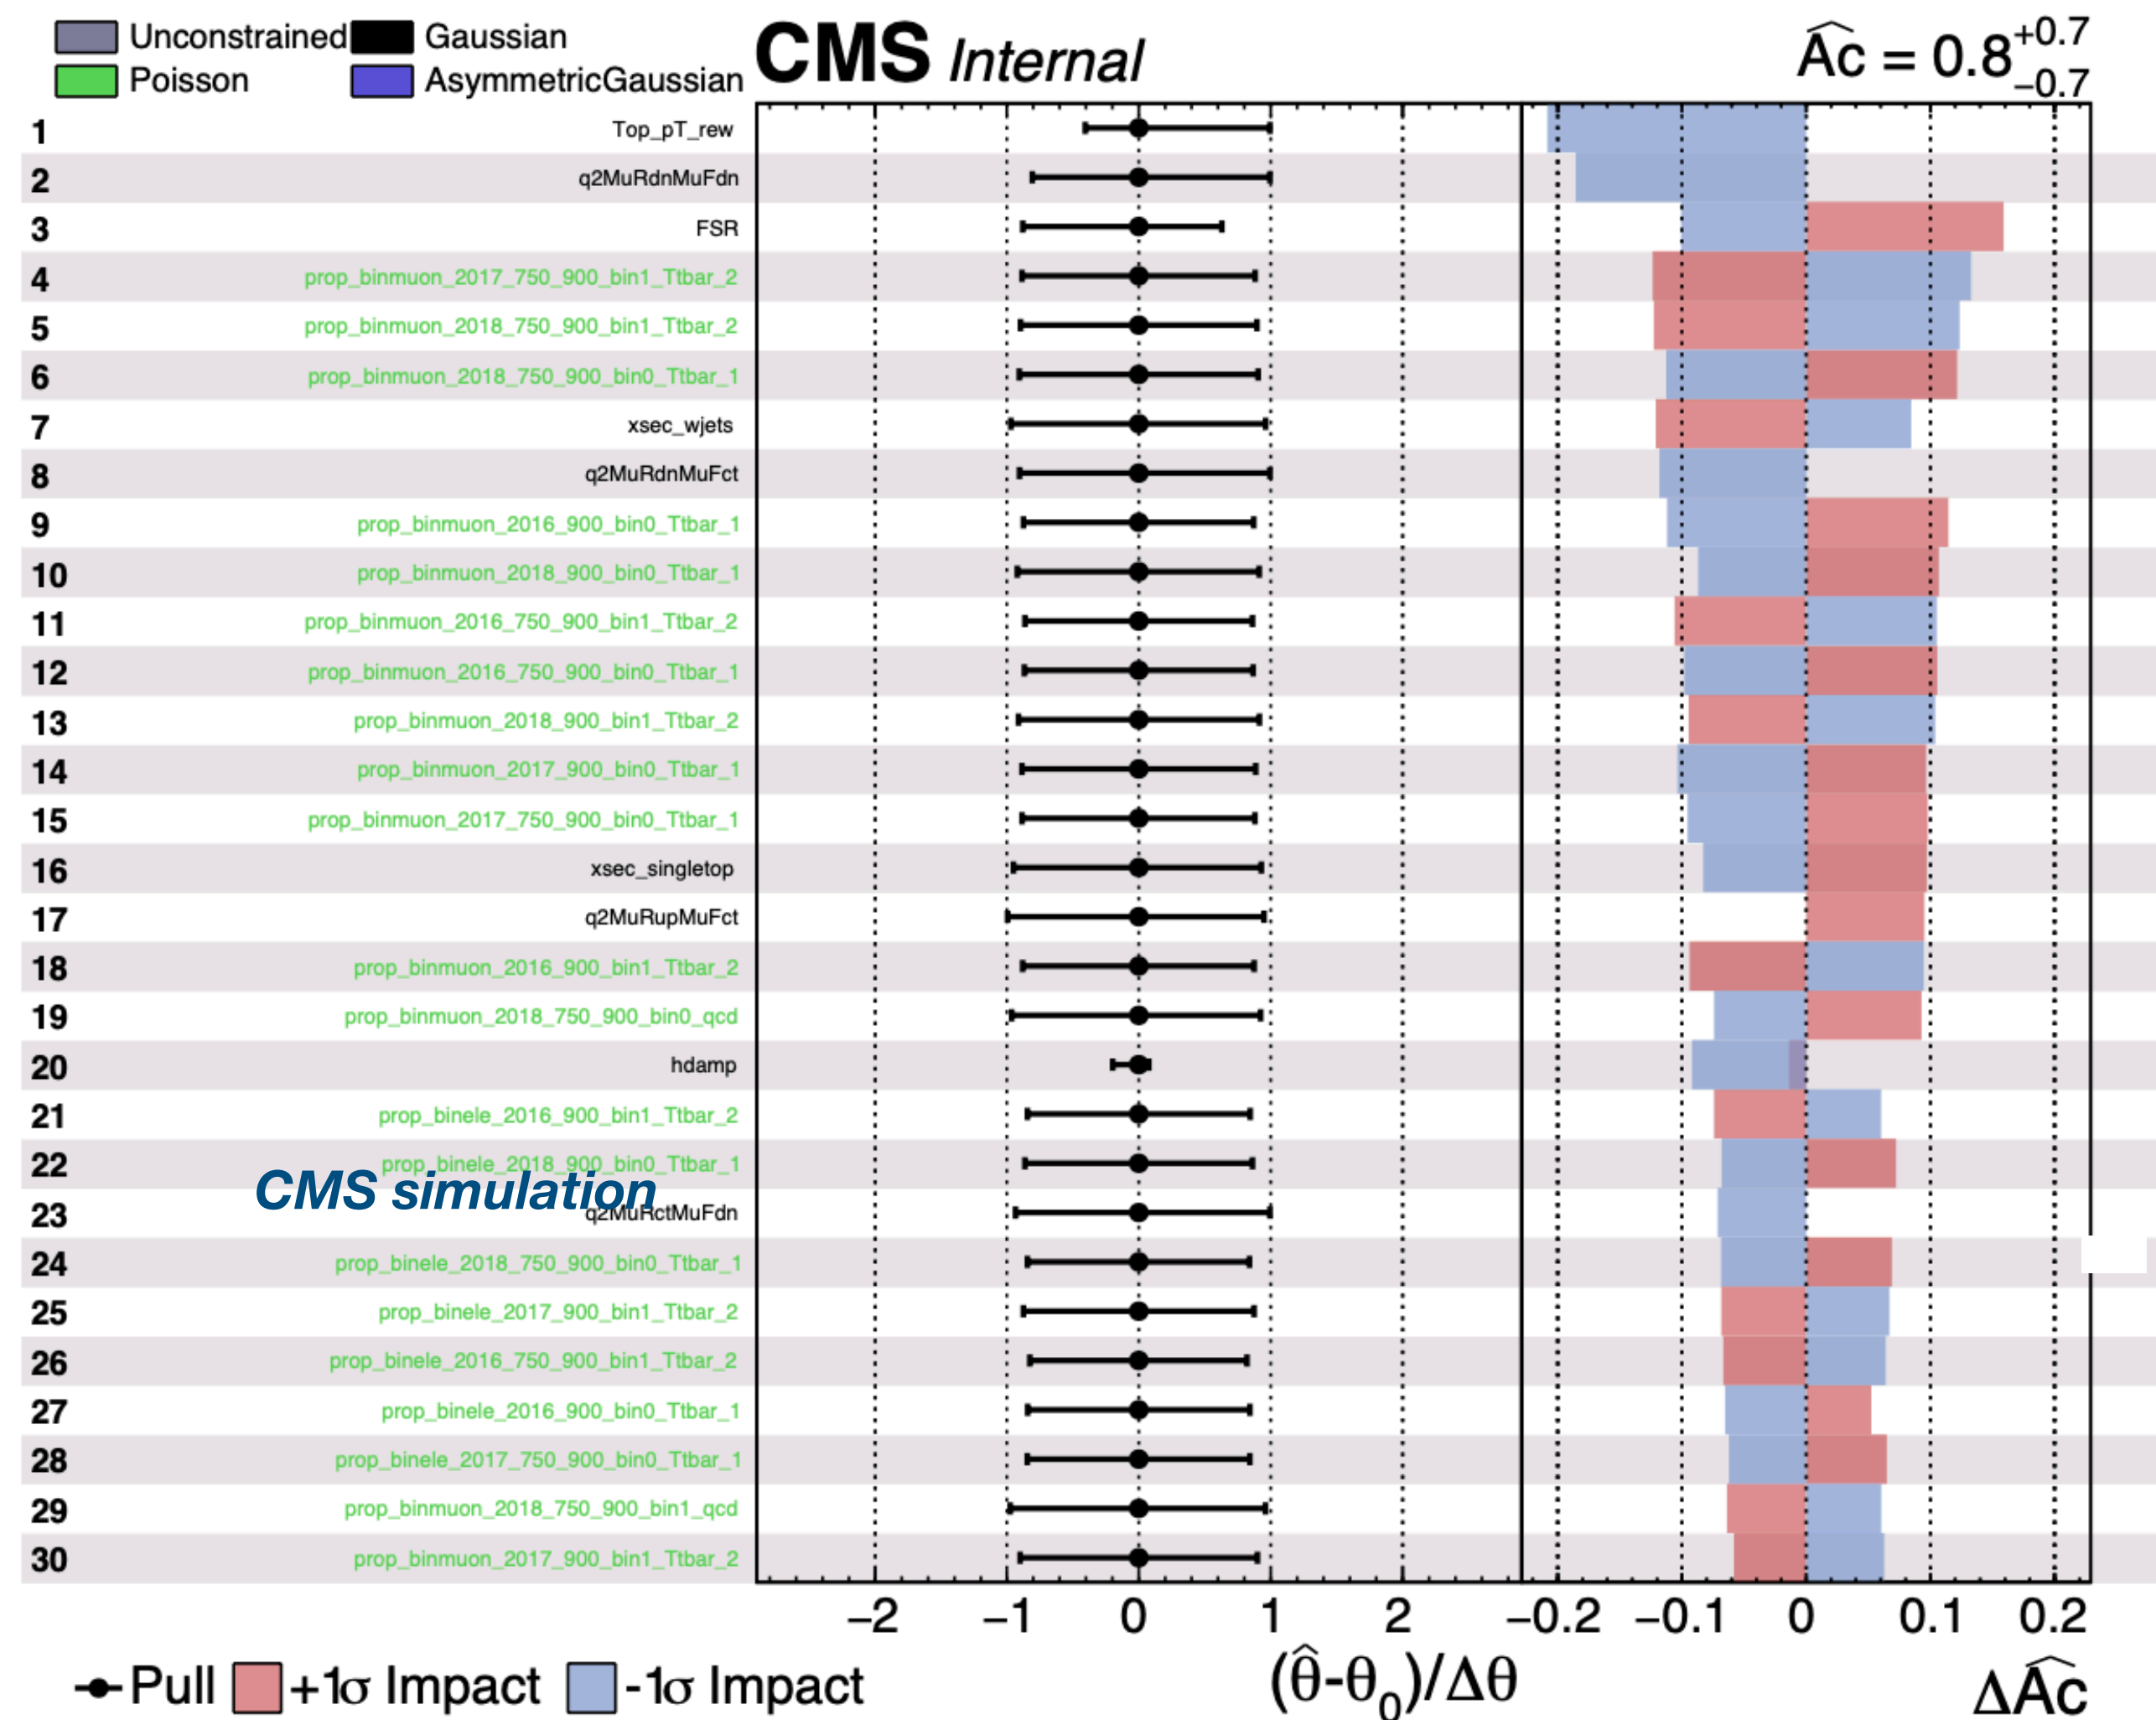 Unconstrained Gaussian
Poisson AsymmetricGaussian
CMS Internal
Âc = 0.8 +0.7 −0.7
1 Top_pT_rew
2 q2MuRdnMuFdn
3 FSR
4 prop_binmuon_2017_750_900_bin1_Ttbar_2
5 prop_binmuon_2018_750_900_bin1_Ttbar_2
6 prop_binmuon_2018_750_900_bin0_Ttbar_1
7 xsec_wjets
8 q2MuRdnMuFct
9 prop_binmuon_2016_900_bin0_Ttbar_1
10 prop_binmuon_2018_900_bin0_Ttbar_1
11 prop_binmuon_2016_750_900_bin1_Ttbar_2
12 prop_binmuon_2016_750_900_bin0_Ttbar_1
13 prop_binmuon_2018_900_bin1_Ttbar_2
14 prop_binmuon_2017_900_bin0_Ttbar_1
15 prop_binmuon_2017_750_900_bin0_Ttbar_1
16 xsec_singletop
17 q2MuRupMuFct
18 prop_binmuon_2016_900_bin1_Ttbar_2
19 prop_binmuon_2018_750_900_bin0_qcd
20 hdamp
21 prop_binele_2016_900_bin1_Ttbar_2
22 prop_binele_2018_900_bin0_Ttbar_1
CMS simulation
23 q2MuRctMuFdn
24 prop_binele_2018_750_900_bin0_Ttbar_1
25 prop_binele_2017_900_bin1_Ttbar_2
26 prop_binele_2016_750_900_bin1_Ttbar_2
27 prop_binele_2016_900_bin0_Ttbar_1
28 prop_binele_2017_750_900_bin0_Ttbar_1
29 prop_binmuon_2018_750_900_bin1_qcd
30 prop_binmuon_2017_900_bin1_Ttbar_2
−2 −1 0 1 2 −0.2 −0.1 0 0.1 0.2
Pull +1σ Impact -1σ Impact
(θ̂-θ₀)/Δθ
ΔÂc